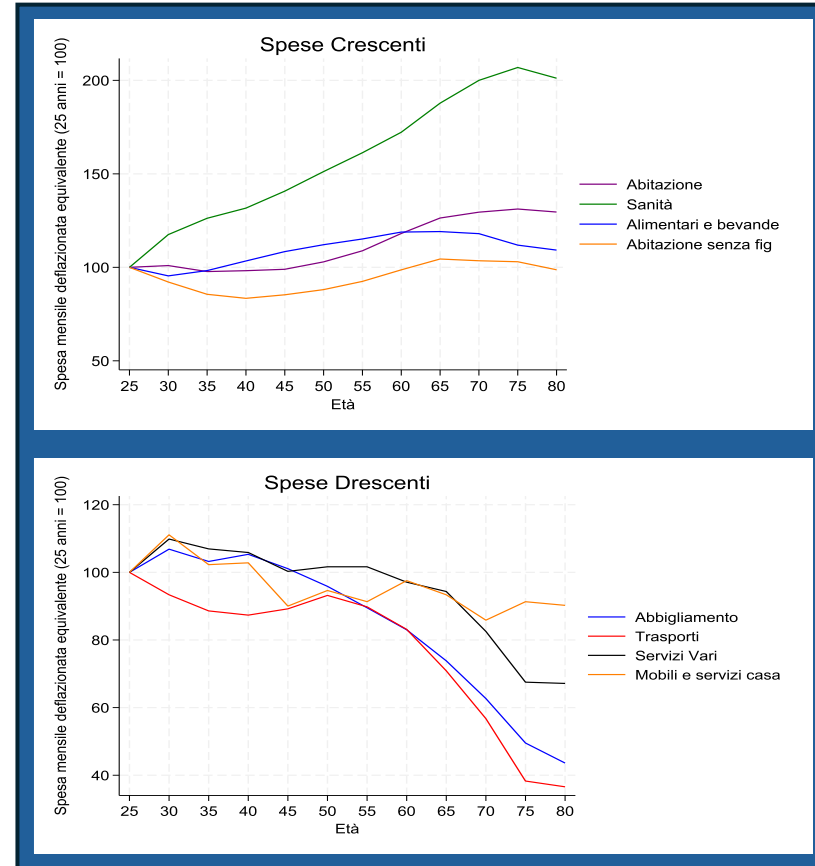 Spese Crescenti
Spesa mensile deflazionata equivalente (25 anni = 100)
200
150
100
50
25 30 35 40 45 50 55 60 65 70 75 80
Età
Abitazione
Sanità
Alimentari e bevande
Abitazione senza fig
Spese Drescenti
Spesa mensile deflazionata equivalente (25 anni = 100)
120
100
80
60
40
25 30 35 40 45 50 55 60 65 70 75 80
Età
Abbigliamento
Trasporti
Servizi Vari
Mobili e servizi casa